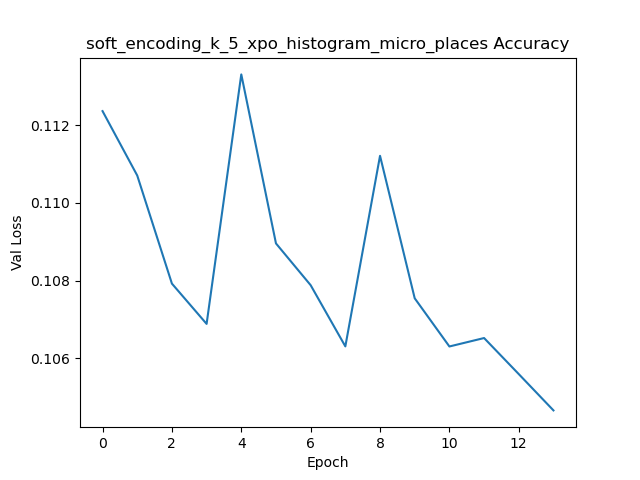 soft_encoding_k_5_xpo_histogram_micro_places Accuracy
0.112
0.110
0.108
0.106
Val Loss
0 2 4 6 8 10 12
Epoch